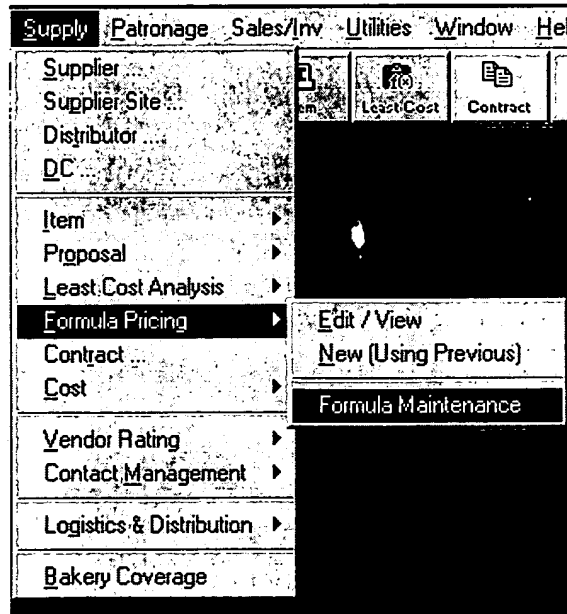 Supply Patronage Sales/Inv Utilities Window Hel
Supplier ...
Supplier Site ...
Distributor ...
DC ...
em
Least Cost
Contract
Item
Proposal
Least Cost Analysis
Formula Pricing
Edit / View
New (Using Previous)
Formula Maintenance
Contract ...
Cost
Vendor Rating
Contact Management
Logistics & Distribution
Bakery Coverage